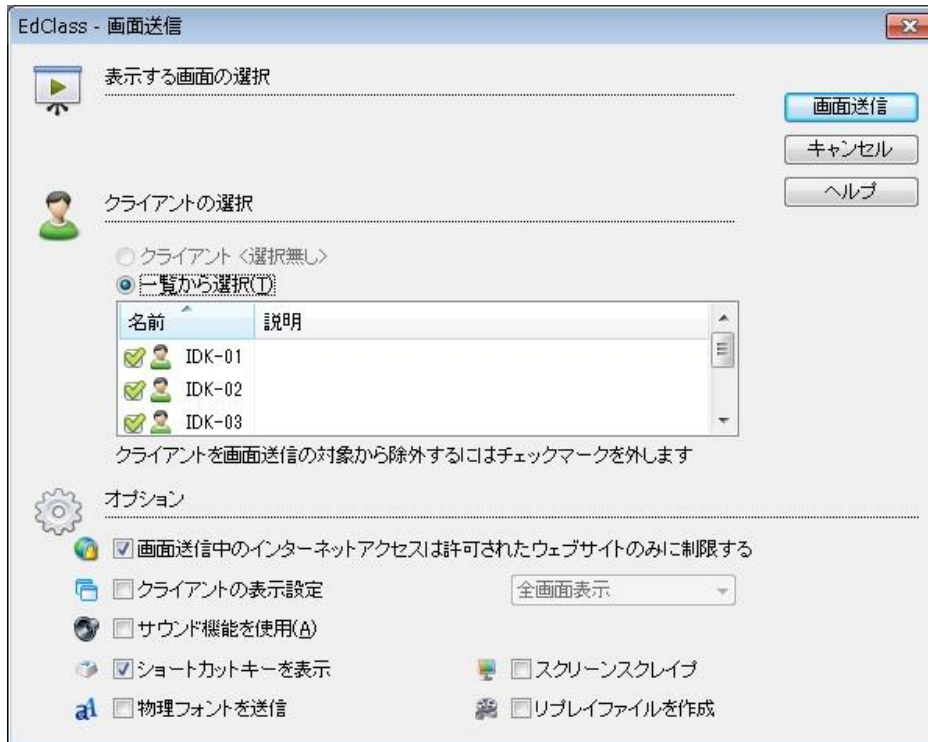 EdClass - 画面送信
表示する画面の選択
画面送信
キャンセル
ヘルプ
クライアントの選択
クライアント <選択無し>
一覧から選択(T)
名前 説明
IDK-01
IDK-02
IDK-03
クライアントを画面送信の対象から除外するにはチェックマークを外します
オプション
画面送信中のインターネットアクセスは許可されたウェブサイトのみに制限する
クライアントの表示設定 全画面表示
サウンド機能を使用(A)
ショートカットキーを表示 スクリーンスクレイプ
物理フォントを送信 リプレイファイルを作成